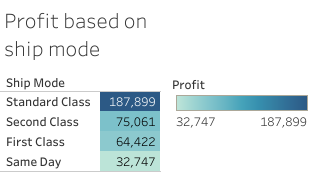 Profit based on
ship mode
Ship Mode
Standard Class 187,899
Second Class 75,061
First Class 64,422
Same Day 32,747
Profit
32,747 187,899